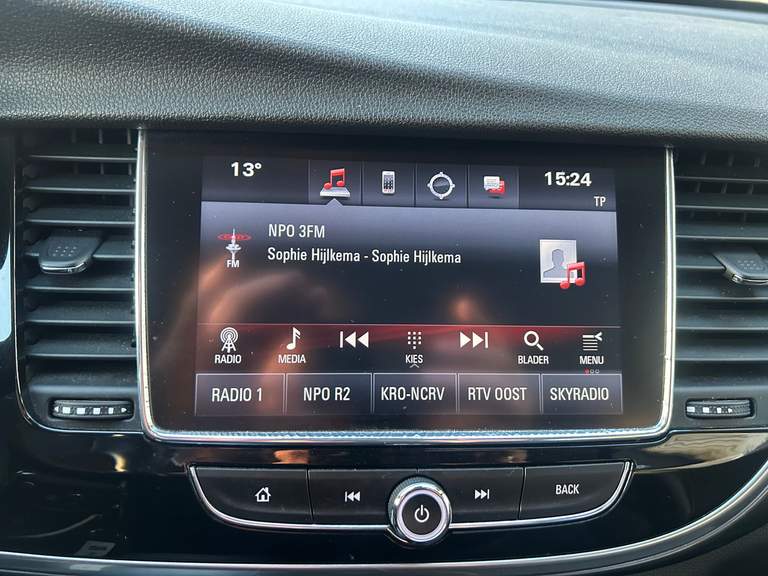 13° 15:24
TP
NPO 3FM
Sophie Hijlkema - Sophie Hijlkema
FM
RADIO MEDIA KIES BLADER MENU
RADIO 1 NPO R2 KRO-NCRV RTV OOST SKYRADIO
BACK